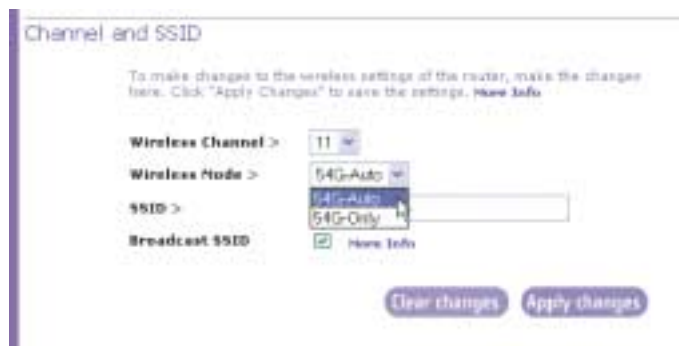 Channel and SSID
To make changes to the wireless settings of the router, make the changes
here. Click "Apply Changes" to save the settings. More Info
Wireless Channel > 11
Wireless Mode > 54G-Auto
54G-Auto
SSID >
54G-Only
Broadcast SSID More Info
Clear changes Apply changes